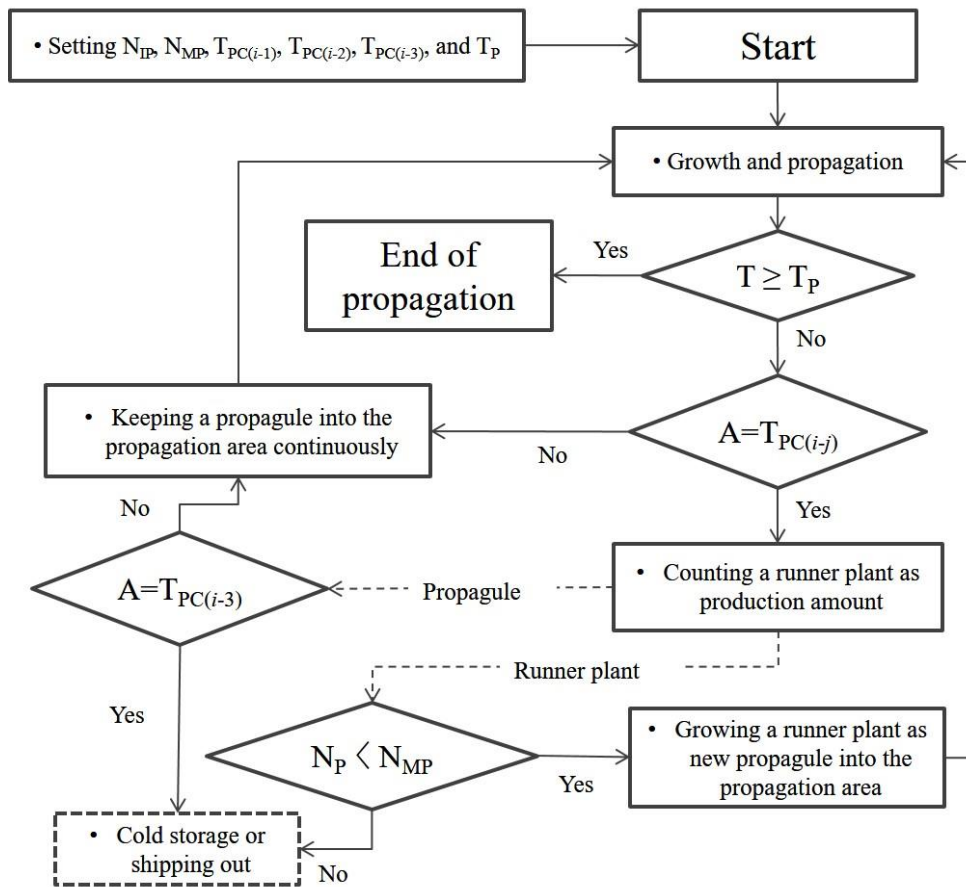 • Setting N_IP, N_MP, T_PC(i-1), T_PC(i-2), T_PC(i-3), and T_P
Start
• Growth and propagation
End of
propagation
Yes
T ≥ T_P
No
• Keeping a propagule into the
propagation area continuously
No
A=T_PC(i-j)
Yes
No
A=T_PC(i-3)
Propagule
• Counting a runner plant as
production amount
Runner plant
Yes
N_P < N_MP
Yes
• Growing a runner plant as
new propagule into the
propagation area
• Cold storage or
shipping out
No